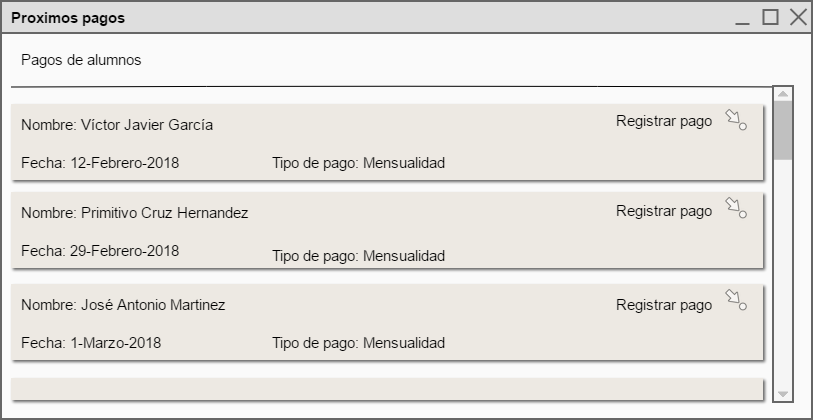 Proximos pagos
Pagos de alumnos
Nombre: Víctor Javier García
Registrar pago
Fecha: 12-Febrero-2018
Tipo de pago: Mensualidad
Nombre: Primitivo Cruz Hernandez
Registrar pago
Fecha: 29-Febrero-2018
Tipo de pago: Mensualidad
Nombre: José Antonio Martinez
Registrar pago
Fecha: 1-Marzo-2018
Tipo de pago: Mensualidad